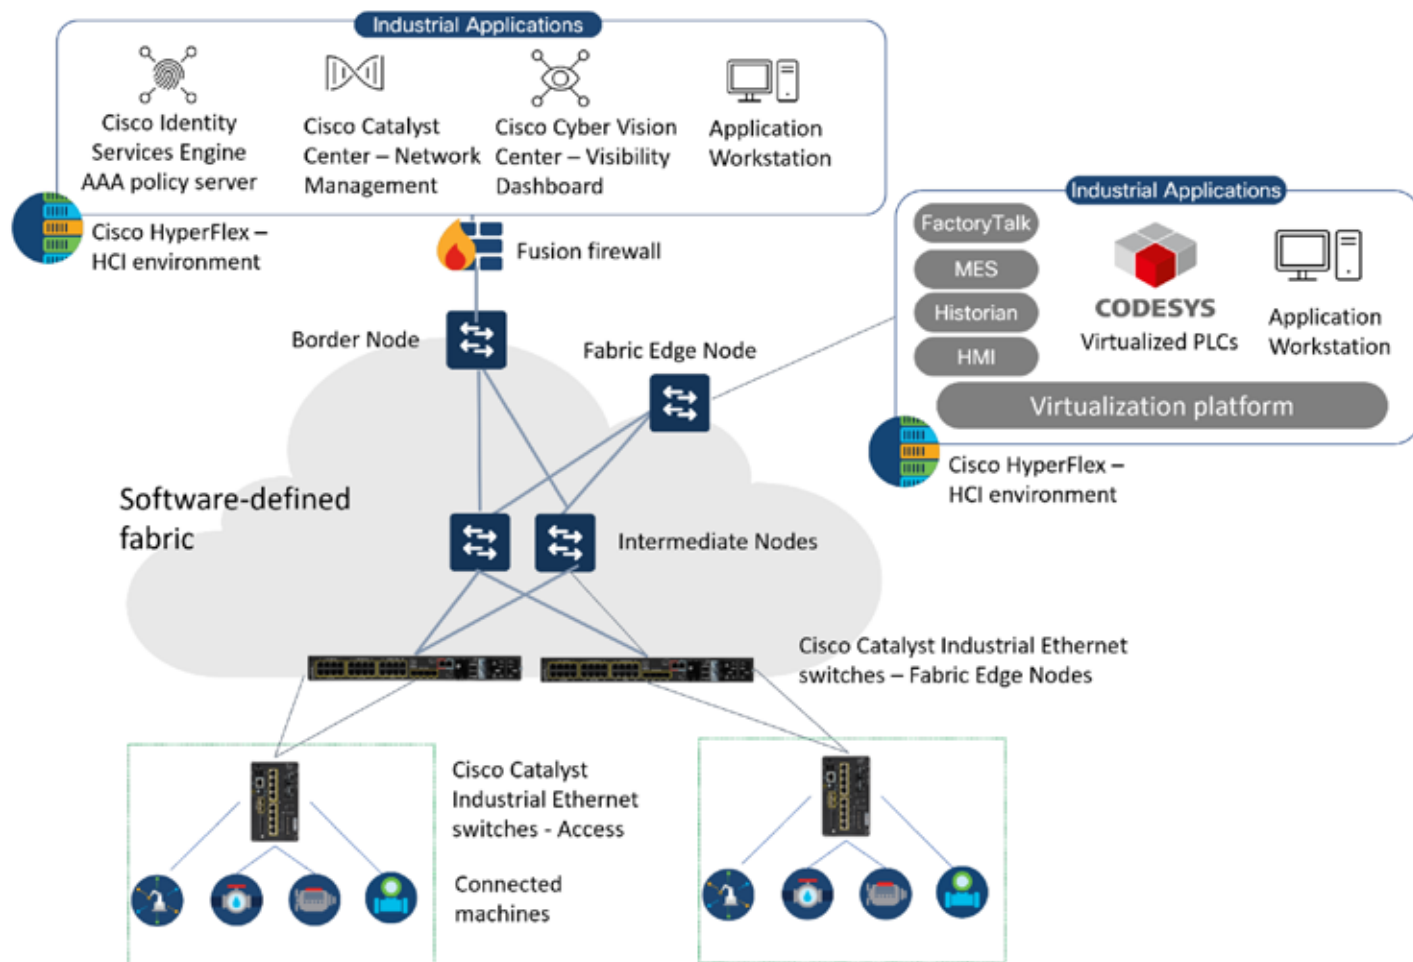 Industrial Applications
Cisco Identity
Services Engine
AAA policy server
Cisco Catalyst
Center – Network
Management
Cisco Cyber Vision
Center – Visibility
Dashboard
Application
Workstation
Cisco HyperFlex –
HCI environment
Fusion firewall
Industrial Applications
FactoryTalk
MES
Historian
HMI
CODESYS
Virtualized PLCs
Application
Workstation
Virtualization platform
Cisco HyperFlex –
HCI environment
Border Node
Fabric Edge Node
Software-defined
fabric
Intermediate Nodes
Cisco Catalyst Industrial Ethernet
switches – Fabric Edge Nodes
Cisco Catalyst
Industrial Ethernet
switches - Access
Connected
machines